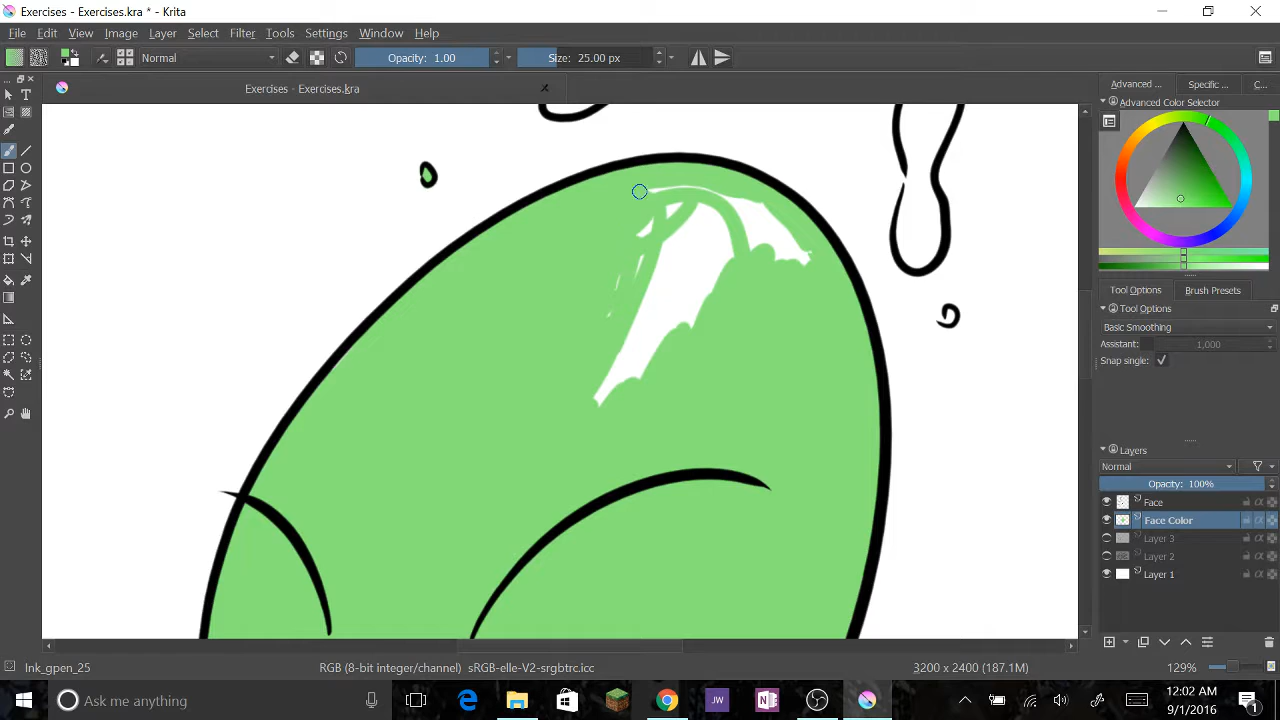 Exercises - Exercises.kra * - Krita
File Edit View Image Layer Select Filter Tools Settings Window Help
Normal Opacity: 1.00 Size: 25.00 px
Exercises - Exercises.kra
Advanced ... Specific ... C...
Advanced Color Selector
Tool Options Brush Presets
Tool Options
Basic Smoothing
Assistant: 1,000
Snap single:
Layers
Normal
Opacity: 100%
Face
Face Color
Layer 3
Layer 2
Layer 1
Ink_gpen_25 RGB (8-bit integer/channel) sRGB-elle-V2-srgbtrc.icc 3200 x 2400 (187.1M) 129%
Ask me anything
JW
12:02 AM
9/1/2016
1